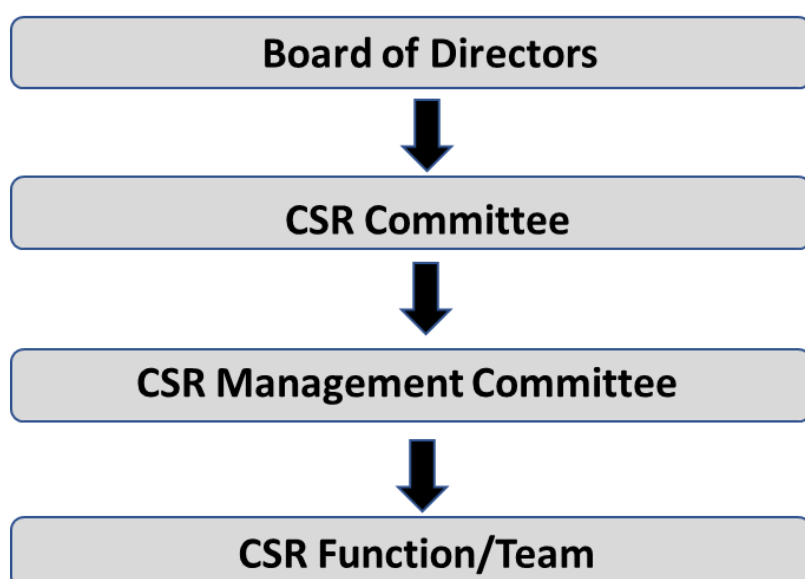 Board of Directors
CSR Committee
CSR Management Committee
CSR Function/Team